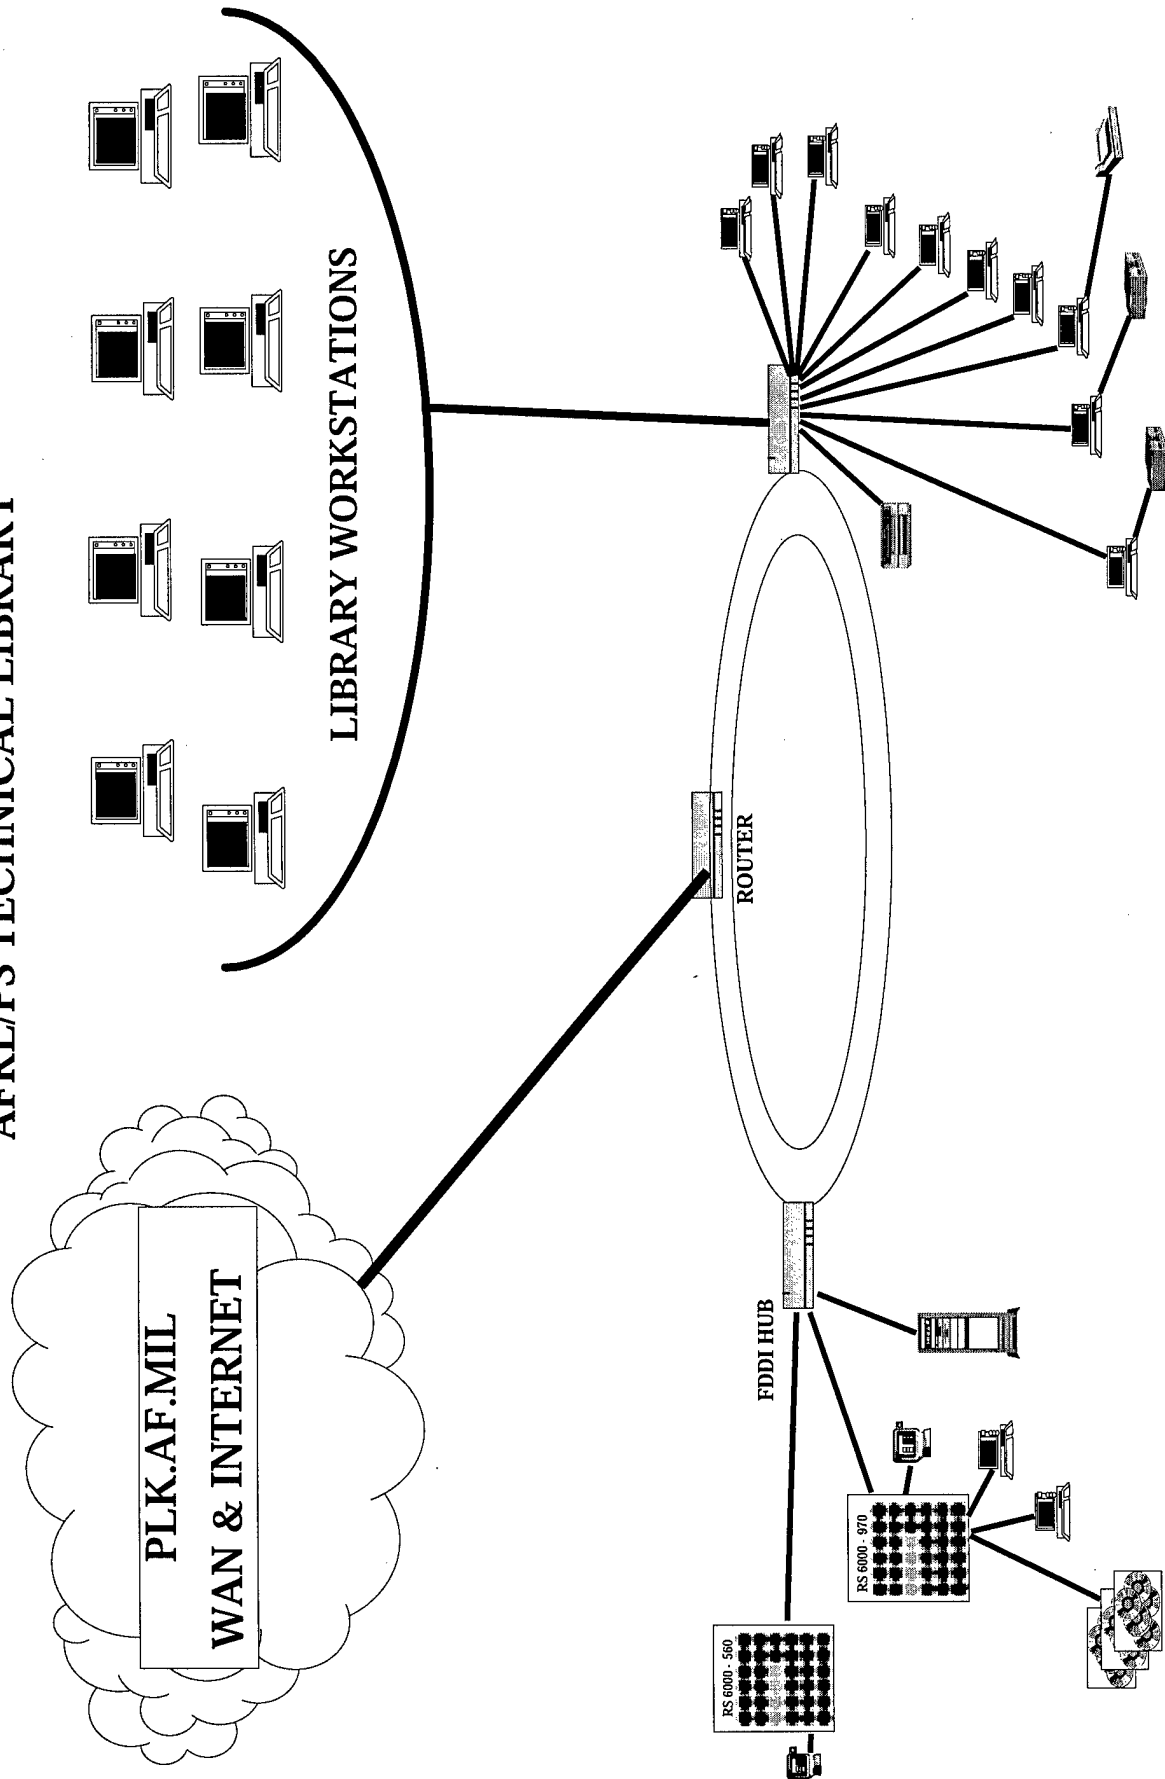 AFRL/PS TECHNICAL LIBRARY
PLK.AF.MIL
WAN & INTERNET
LIBRARY WORKSTATIONS
ROUTER
FDDI HUB
RS 6000 - 560
RS 6000 - 970